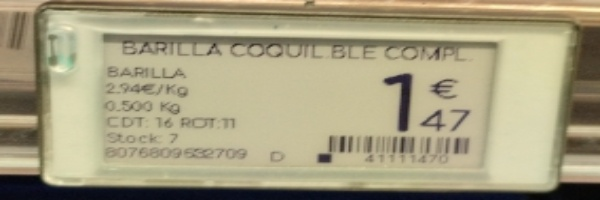 BARILLA COQUIL.BLE COMPL.
BARILLA
2.94€/Kg
0.500 Kg
CDT: 16 ROT:11
Stock: 7
8076809532709 D
1 € 47
41111470